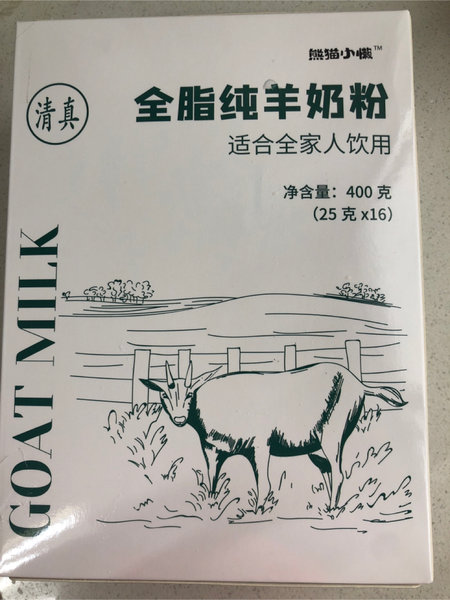 熊猫小懒™
清真
全脂纯羊奶粉
适合全家人饮用
净含量：400 克
（25 克 x16）
GOAT MILK